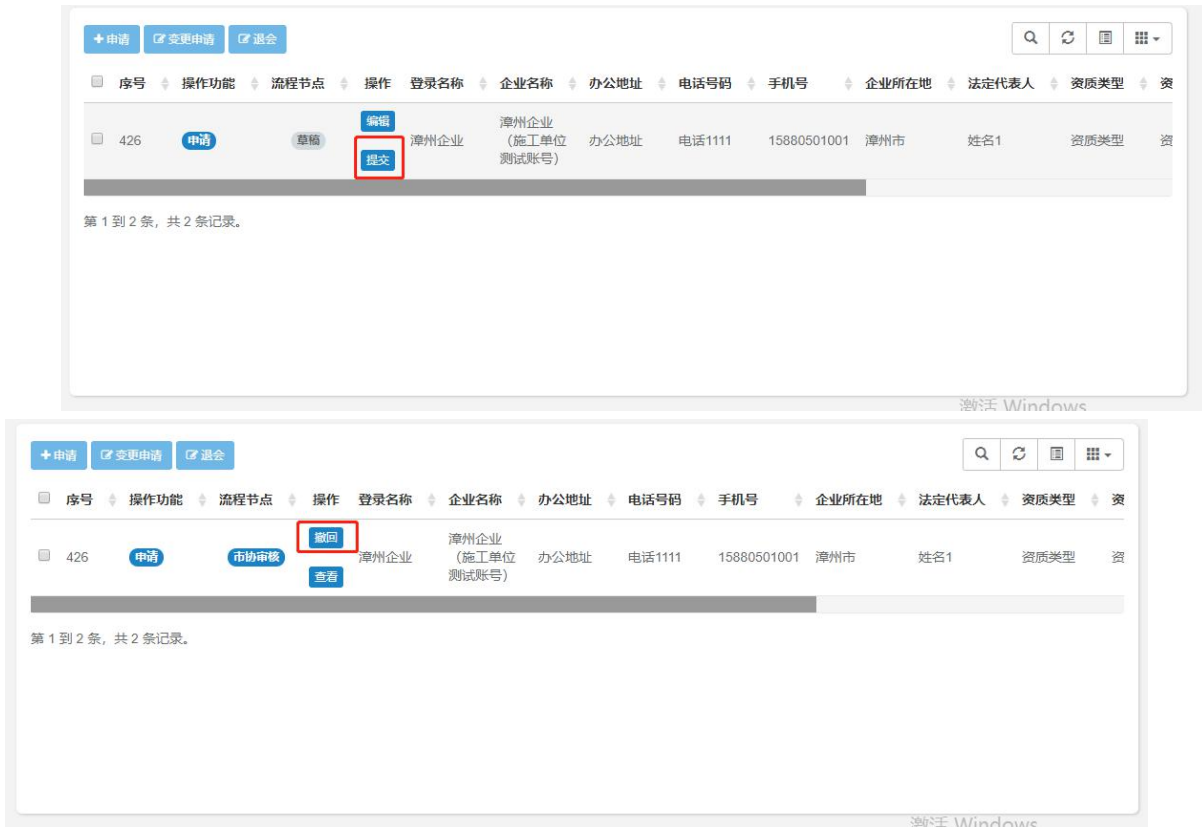 申请 变更申请 退会
序号 操作功能 流程节点 操作 登录名称 企业名称 办公地址 电话号码 手机号 企业所在地 法定代表人 资质类型 资
426 申请 草稿 编辑 提交 漳州企业 漳州企业（施工单位测试账号） 办公地址 电话1111 15880501001 漳州市 姓名1 资质类型 资
第 1 到 2 条，共 2 条记录。
激活 Windows
申请 变更申请 退会
序号 操作功能 流程节点 操作 登录名称 企业名称 办公地址 电话号码 手机号 企业所在地 法定代表人 资质类型 资
426 申请 市协审核 撤回 查看 漳州企业 漳州企业（施工单位测试账号） 办公地址 电话1111 15880501001 漳州市 姓名1 资质类型 资
第 1 到 2 条，共 2 条记录。
激活 Windows